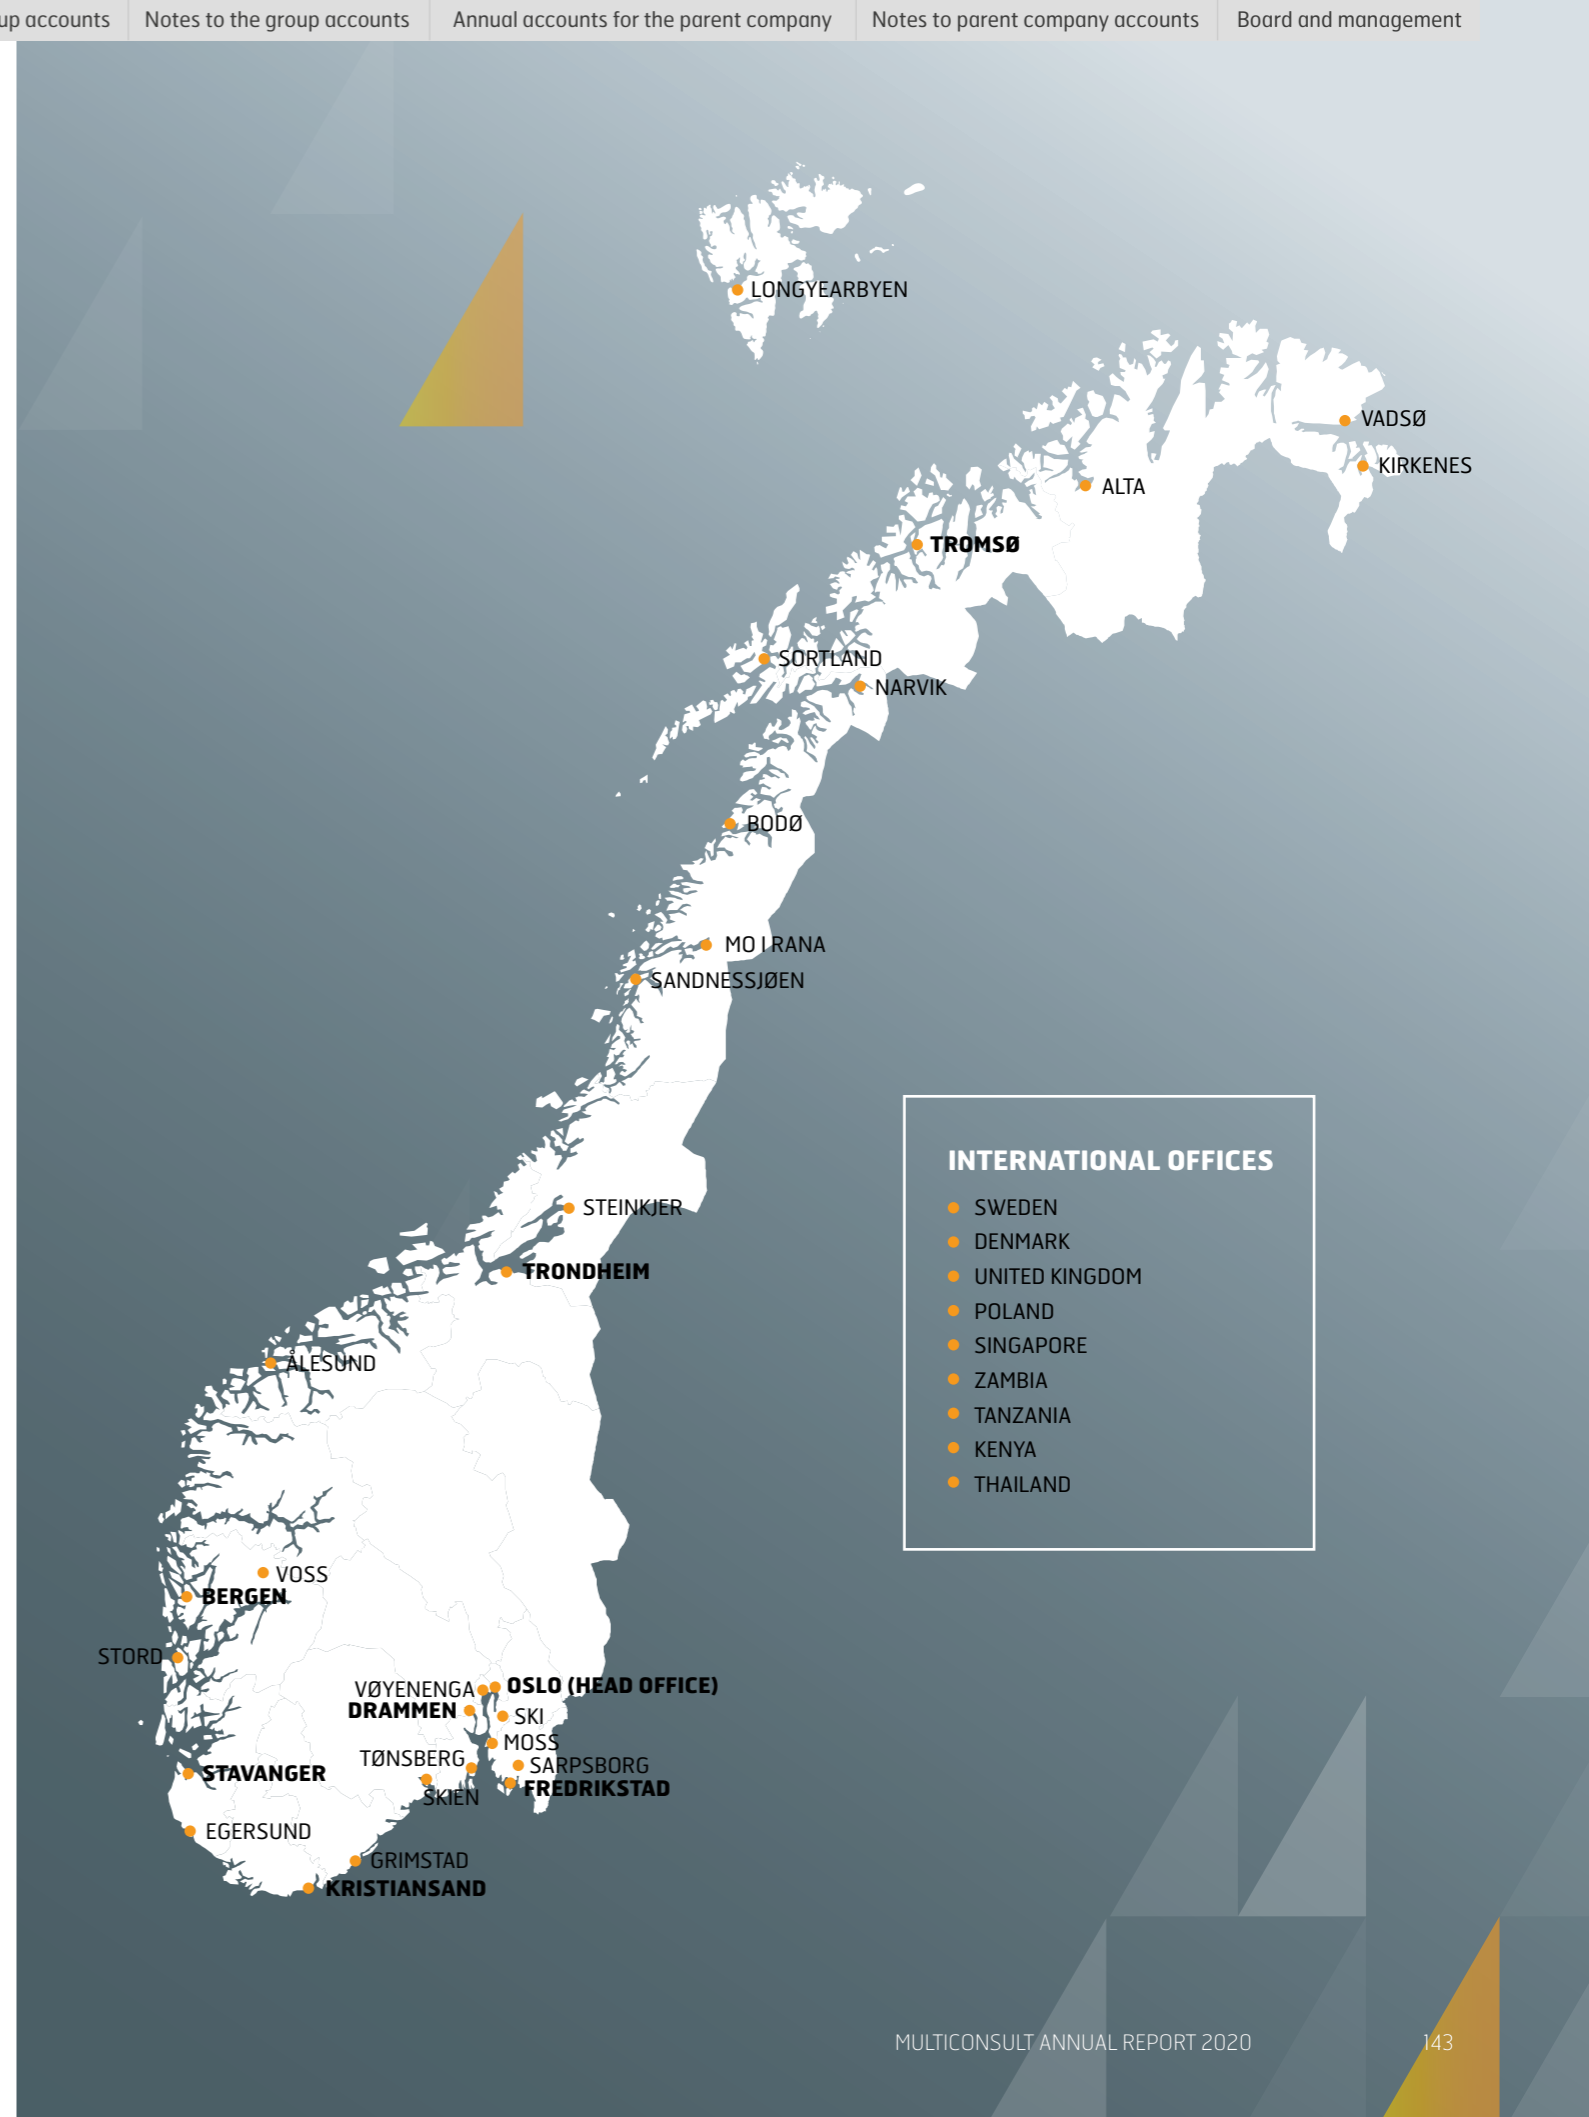 up accounts
Notes to the group accounts
Annual accounts for the parent company
Notes to parent company accounts
Board and management
LONGYEARBYEN
VADSØ
KIRKENES
ALTA
TROMSØ
SORTLAND
NARVIK
BODØ
MO I RANA
SANDNESSJØEN
STEINKJER
TRONDHEIM
ÅLESUND
VOSS
BERGEN
STORD
VØYENENGA
OSLO (HEAD OFFICE)
DRAMMEN
SKI
MOSS
TØNSBERG
SARPSBORG
STAVANGER
FREDRIKSTAD
SKIEN
EGERSUND
GRIMSTAD
KRISTIANSAND
INTERNATIONAL OFFICES
SWEDEN
DENMARK
UNITED KINGDOM
POLAND
SINGAPORE
ZAMBIA
TANZANIA
KENYA
THAILAND
MULTICONSULT ANNUAL REPORT 2020
143